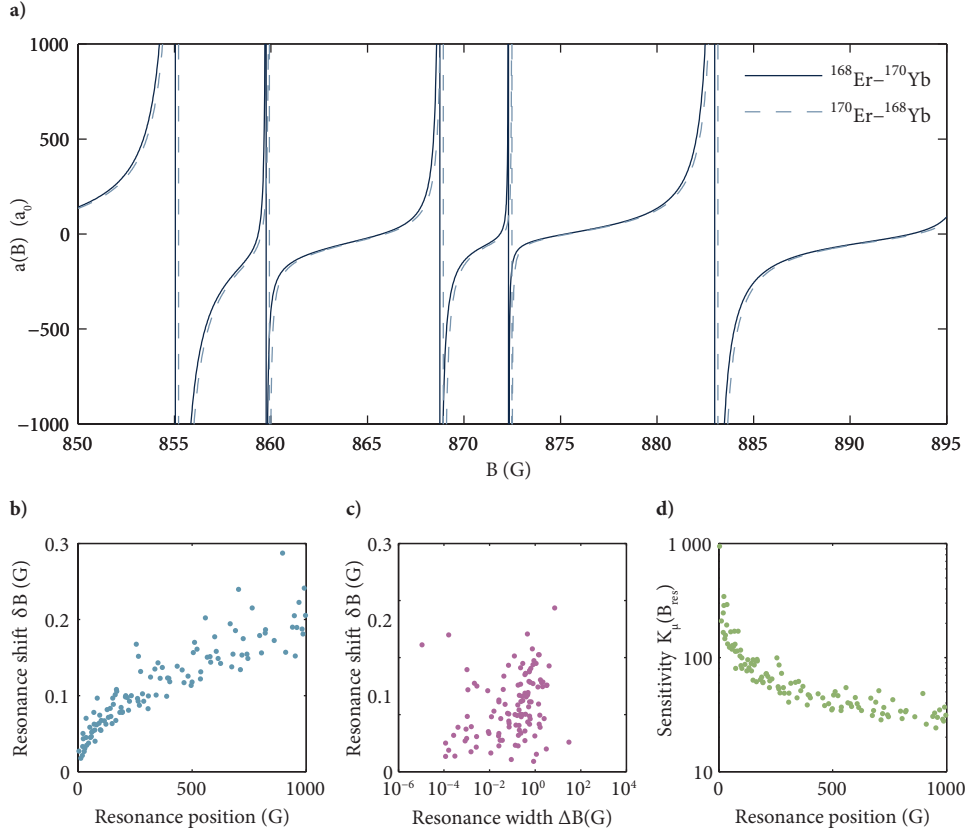 a)
1000
500
0
−500
−1000
a(B) (a₀)
¹⁶⁸Er–¹⁷⁰Yb
¹⁷⁰Er–¹⁶⁸Yb
850 855 860 865 870 875 880 885 890 895
B (G)
b)
0.3
0.2
0.1
0
Resonance shift δB (G)
0 500 1000
Resonance position (G)
c)
0.3
0.2
0.1
0
Resonance shift δB (G)
10⁻⁶ 10⁻⁴ 10⁻² 10⁰ 10² 10⁴
Resonance width ΔB(G)
d)
1 000
100
10
Sensitivity K_μ(B_res)
0 500 1000
Resonance position (G)